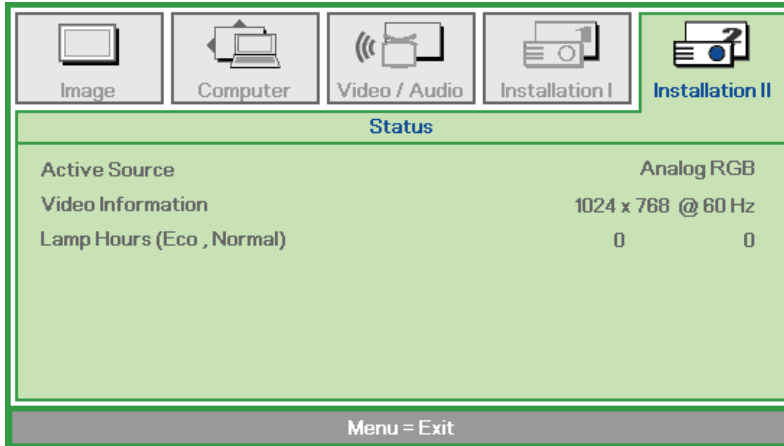 Image Computer Video / Audio Installation I Installation II
Status
Active Source Analog RGB
Video Information 1024 x 768 @ 60 Hz
Lamp Hours (Eco , Normal) 0 0
Menu = Exit